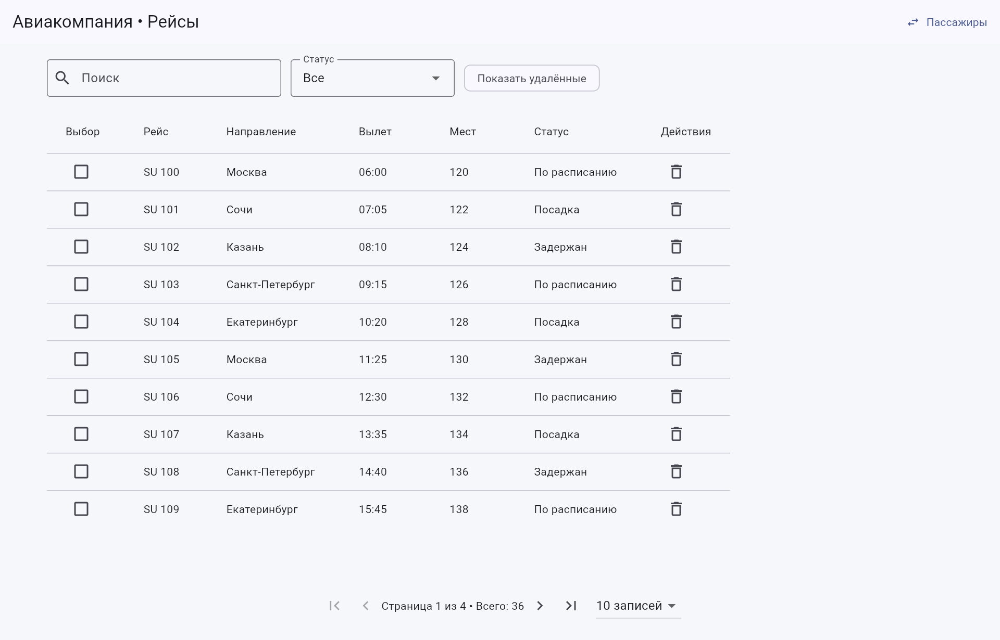 Авиакомпания • Рейсы
Пассажиры
Статус
Поиск
Все
Показать удалённые
Выбор Рейс Направление Вылет Мест Статус Действия
SU 100 Москва 06:00 120 По расписанию
SU 101 Сочи 07:05 122 Посадка
SU 102 Казань 08:10 124 Задержан
SU 103 Санкт-Петербург 09:15 126 По расписанию
SU 104 Екатеринбург 10:20 128 Посадка
SU 105 Москва 11:25 130 Задержан
SU 106 Сочи 12:30 132 По расписанию
SU 107 Казань 13:35 134 Посадка
SU 108 Санкт-Петербург 14:40 136 Задержан
SU 109 Екатеринбург 15:45 138 По расписанию
Страница 1 из 4 • Всего: 36
10 записей